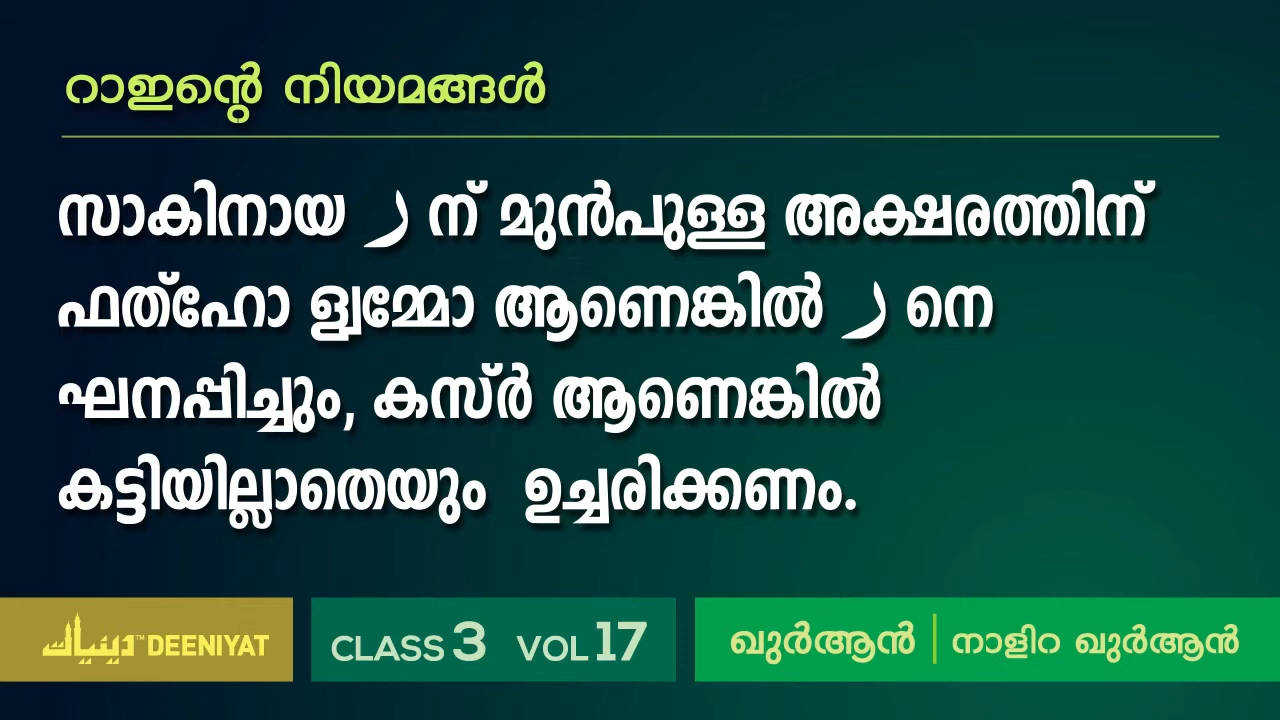 റാഇന്റെ നിയമങ്ങൾ
സാകിനായ ر ന് മുൻപുള്ള അക്ഷരത്തിന്
ഫത്ഹോ ള്വമ്മോ ആണെങ്കിൽ ر നെ
ഘനപ്പിച്ചും, കസ്ർ ആണെങ്കിൽ
കട്ടിയില്ലാതെയും ഉച്ചരിക്കണം.
دينيات™ DEENIYAT
CLASS 3 VOL 17
ഖുർആൻ | നാളിറ ഖുർആൻ